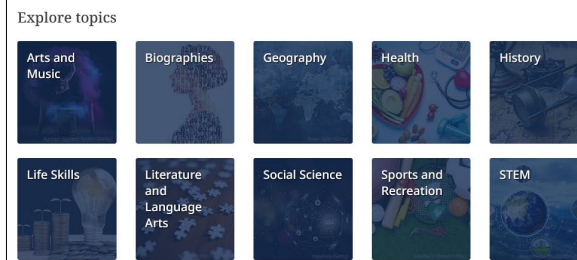 Explore topics
Arts and
Music
Biographies
Geography
Health
History
Life Skills
Literature
and
Language
Arts
Social Science
Sports and
Recreation
STEM